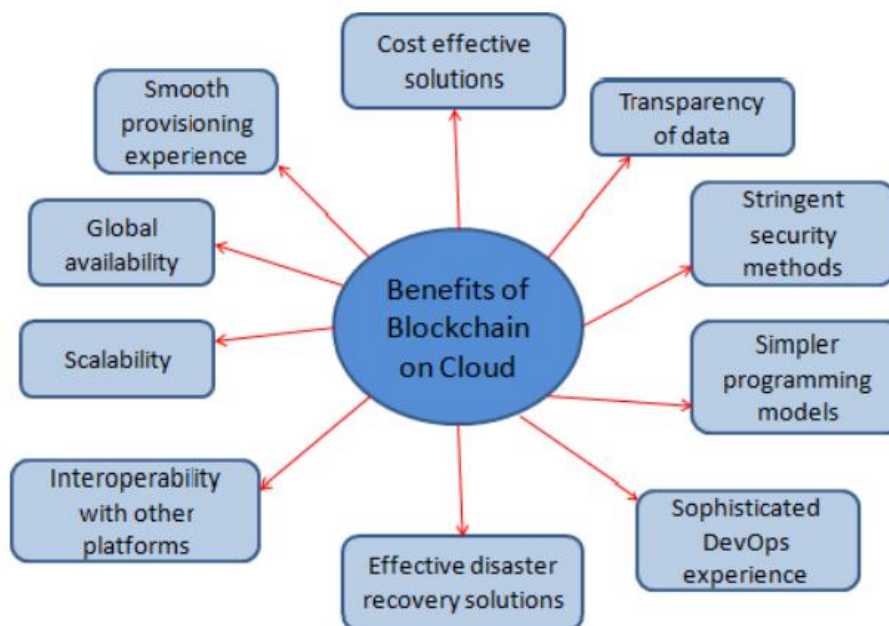 Cost effective
solutions
Smooth
provisioning
experience
Transparency
of data
Global
availability
Stringent
security
methods
Benefits of
Blockchain
on Cloud
Scalability
Simpler
programming
models
Interoperability
with other
platforms
Effective disaster
recovery solutions
Sophisticated
DevOps
experience